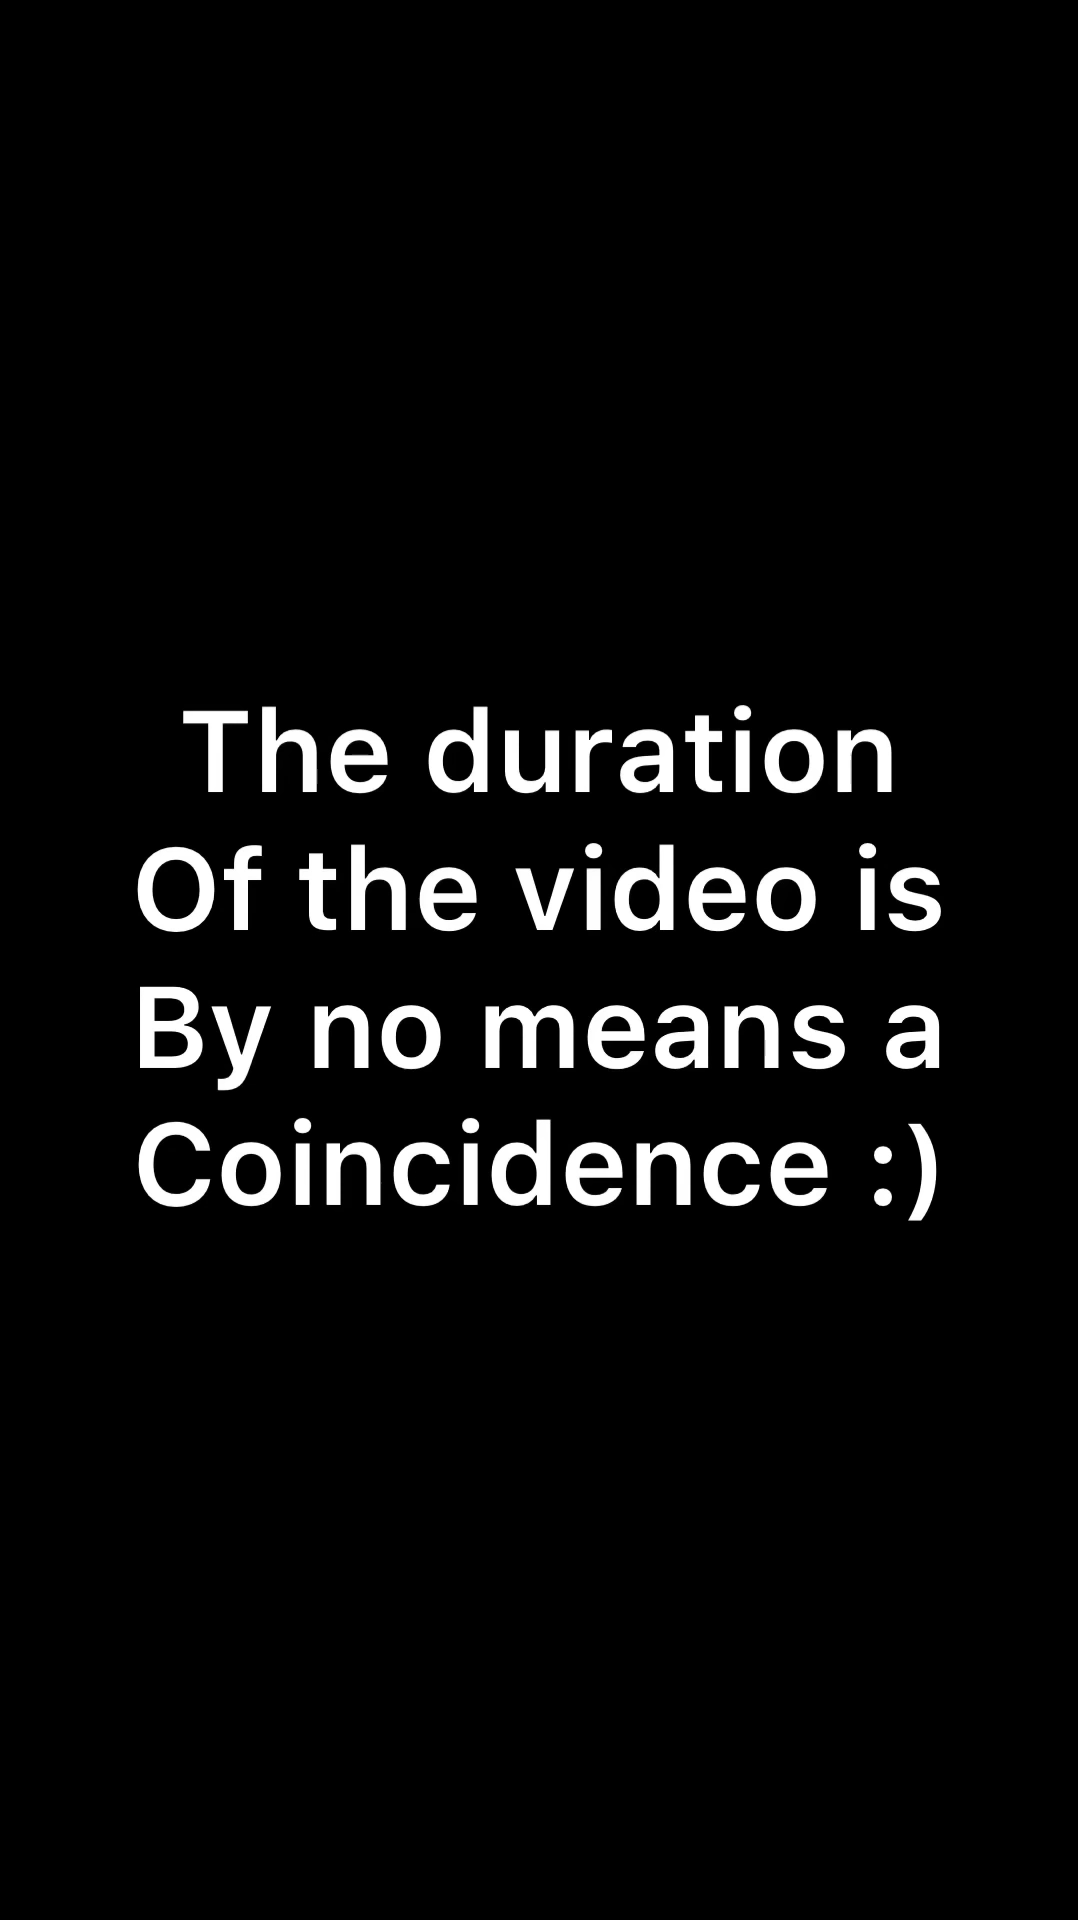 The duration
Of the video is
By no means a
Coincidence :)